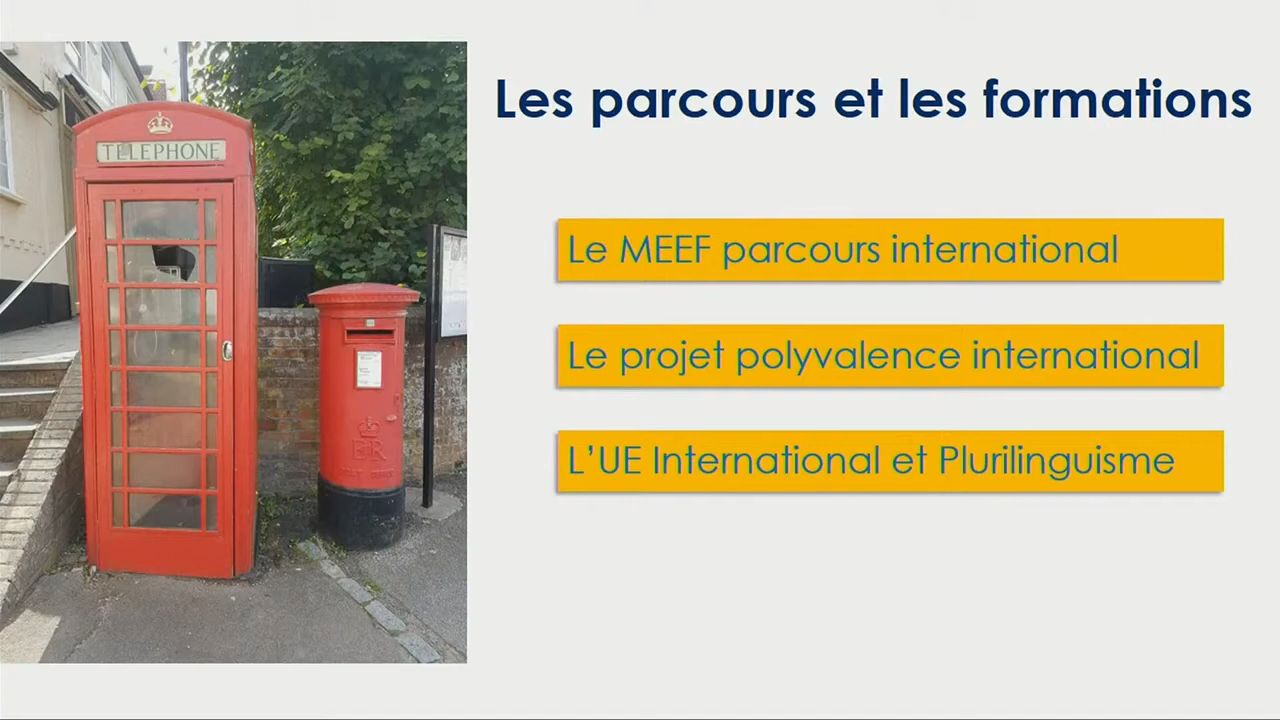 TELEPHONE
ER
Les parcours et les formations
Le MEEF parcours international
Le projet polyvalence international
L’UE International et Plurilinguisme